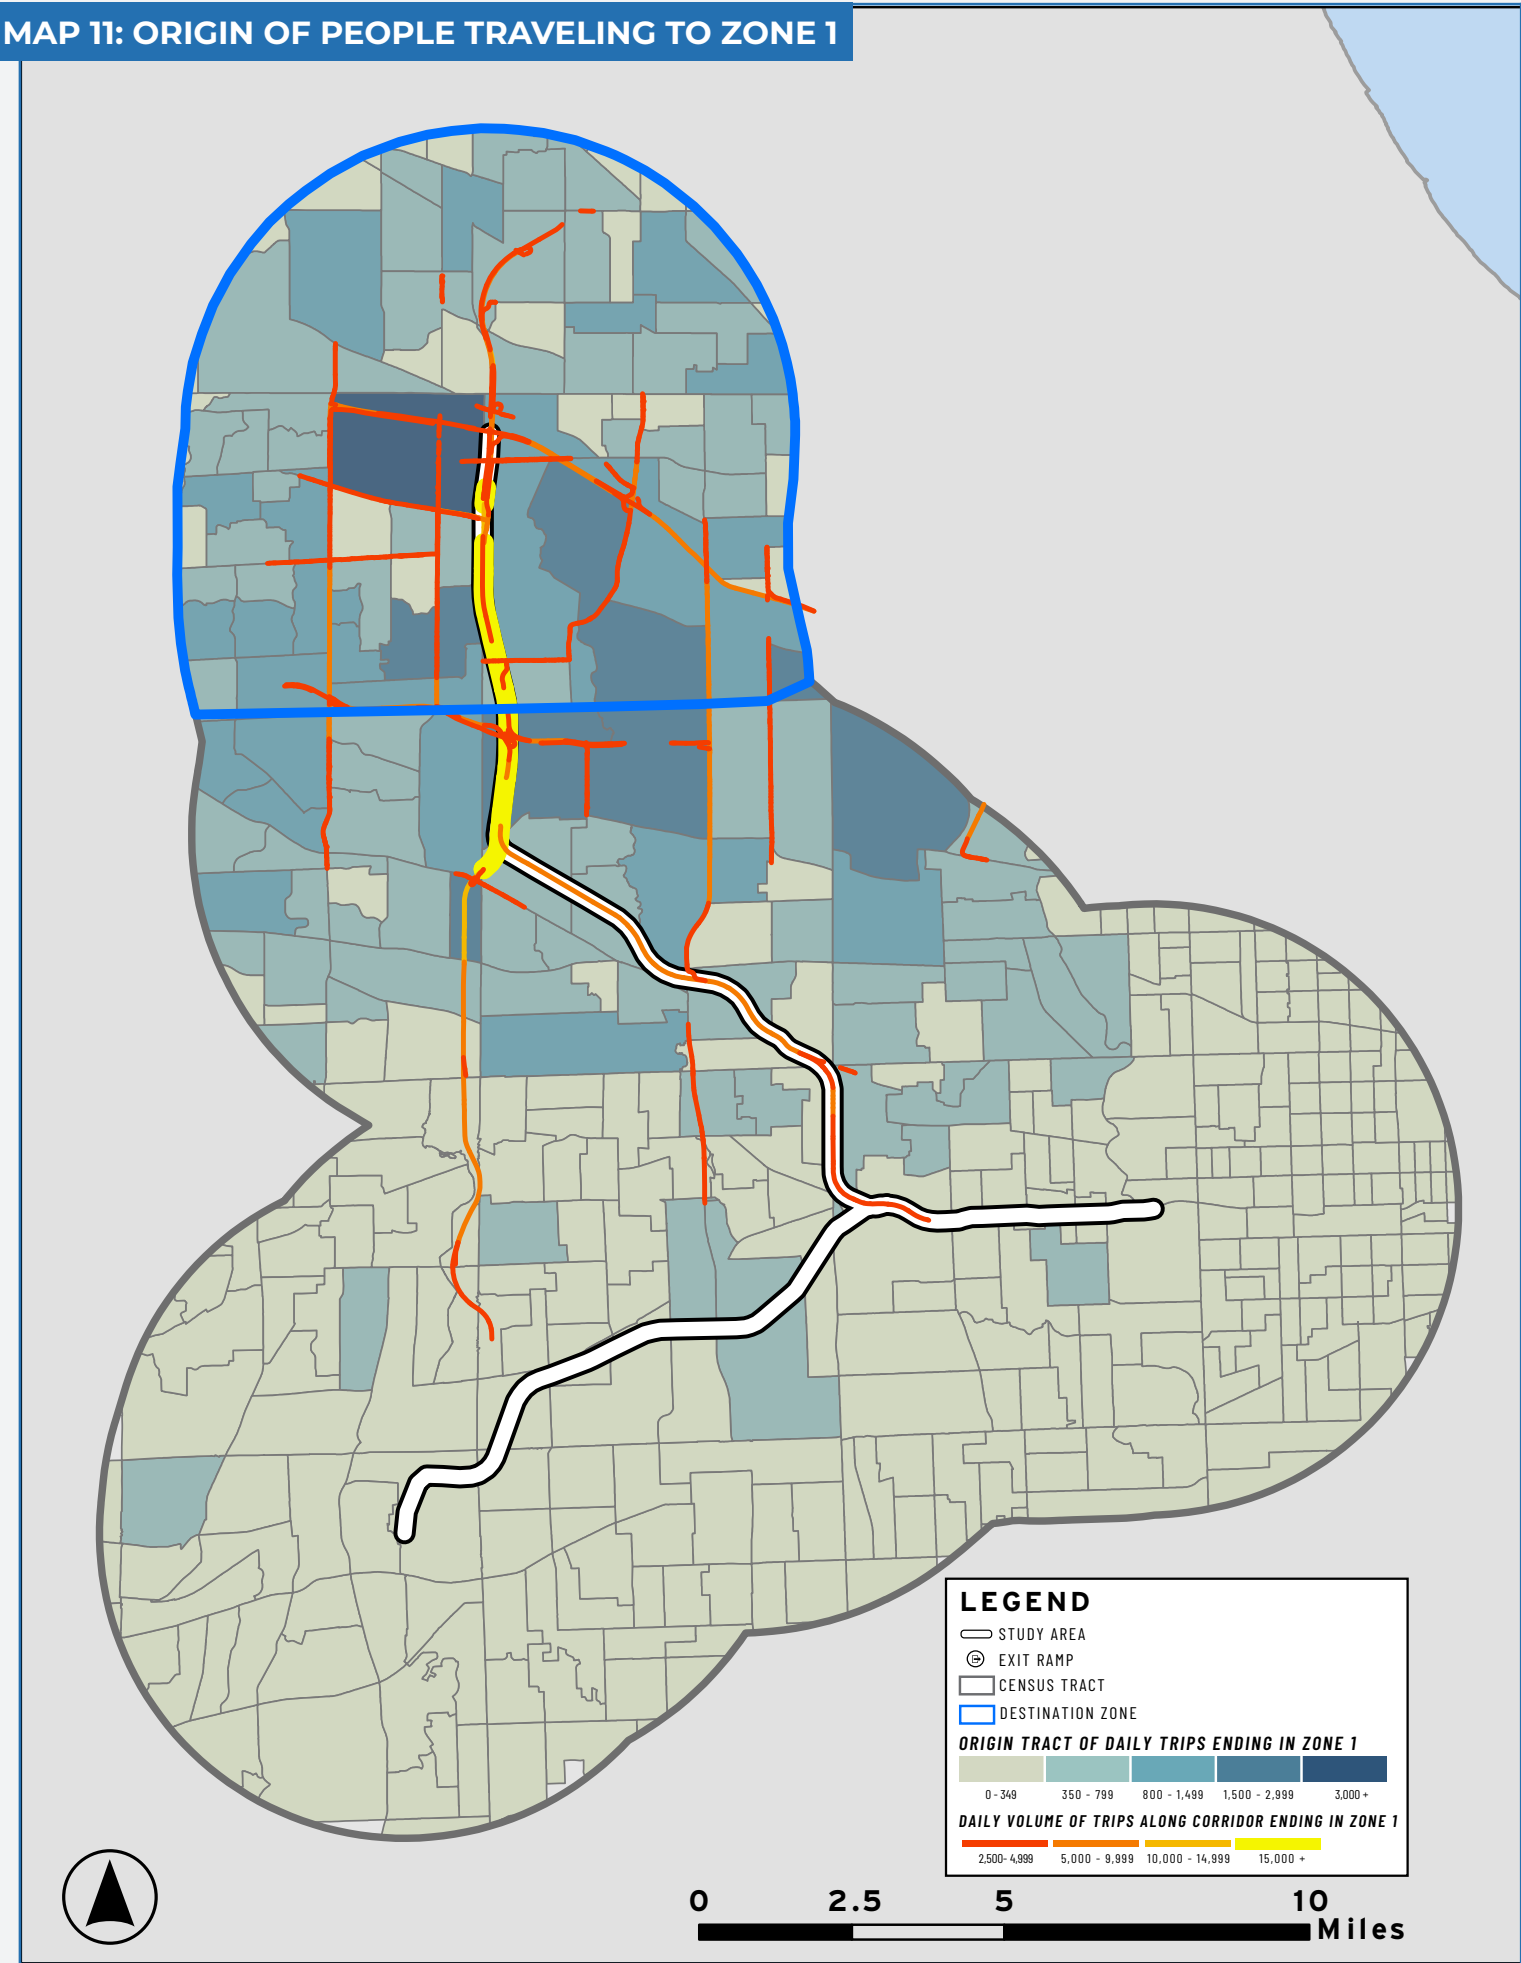 MAP 11: ORIGIN OF PEOPLE TRAVELING TO ZONE 1
LEGEND
STUDY AREA
EXIT RAMP
CENSUS TRACT
DESTINATION ZONE
ORIGIN TRACT OF DAILY TRIPS ENDING IN ZONE 1
0 - 349 350 - 799 800 - 1,499 1,500 - 2,999 3,000 +
DAILY VOLUME OF TRIPS ALONG CORRIDOR ENDING IN ZONE 1
2,500- 4,999 5,000 - 9,999 10,000 - 14,999 15,000 +
0 2.5 5 10
Miles